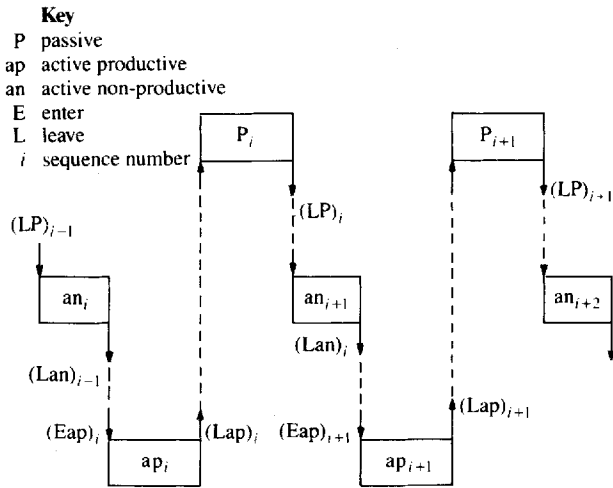 Key
P passive
ap active productive
an active non-productive
E enter
L leave
i sequence number
P_i
P_{i+1}
(LP)_i
(LP)_{i+1}
(LP)_{i−1}
an_i
an_{i+1}
an_{i+2}
(Lan)_i
(Lan)_{i−1}
(Lap)_{i+1}
(Eap)_i
(Lap)_i
(Eap)_{i+1}
ap_i
ap_{i+1}